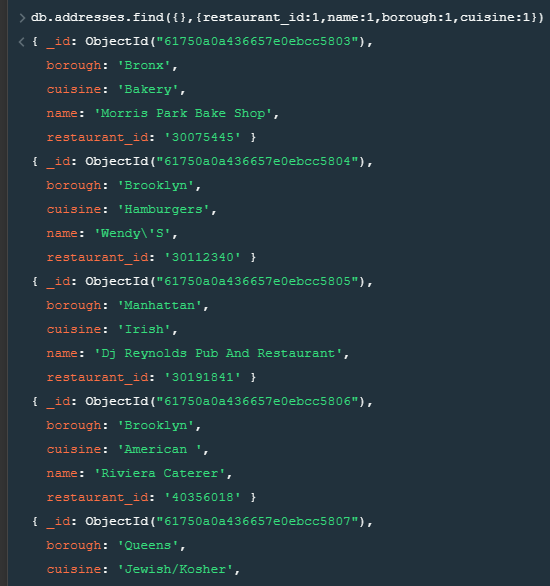 > db.addresses.find({},{restaurant_id:1,name:1,borough:1,cuisine:1})
< { _id: ObjectId("61750a0a436657e0ebcc5803"),
borough: 'Bronx',
cuisine: 'Bakery',
name: 'Morris Park Bake Shop',
restaurant_id: '30075445' }
{ _id: ObjectId("61750a0a436657e0ebcc5804"),
borough: 'Brooklyn',
cuisine: 'Hamburgers',
name: 'Wendy\'S',
restaurant_id: '30112340' }
{ _id: ObjectId("61750a0a436657e0ebcc5805"),
borough: 'Manhattan',
cuisine: 'Irish',
name: 'Dj Reynolds Pub And Restaurant',
restaurant_id: '30191841' }
{ _id: ObjectId("61750a0a436657e0ebcc5806"),
borough: 'Brooklyn',
cuisine: 'American ',
name: 'Riviera Caterer',
restaurant_id: '40356018' }
{ _id: ObjectId("61750a0a436657e0ebcc5807"),
borough: 'Queens',
cuisine: 'Jewish/Kosher',